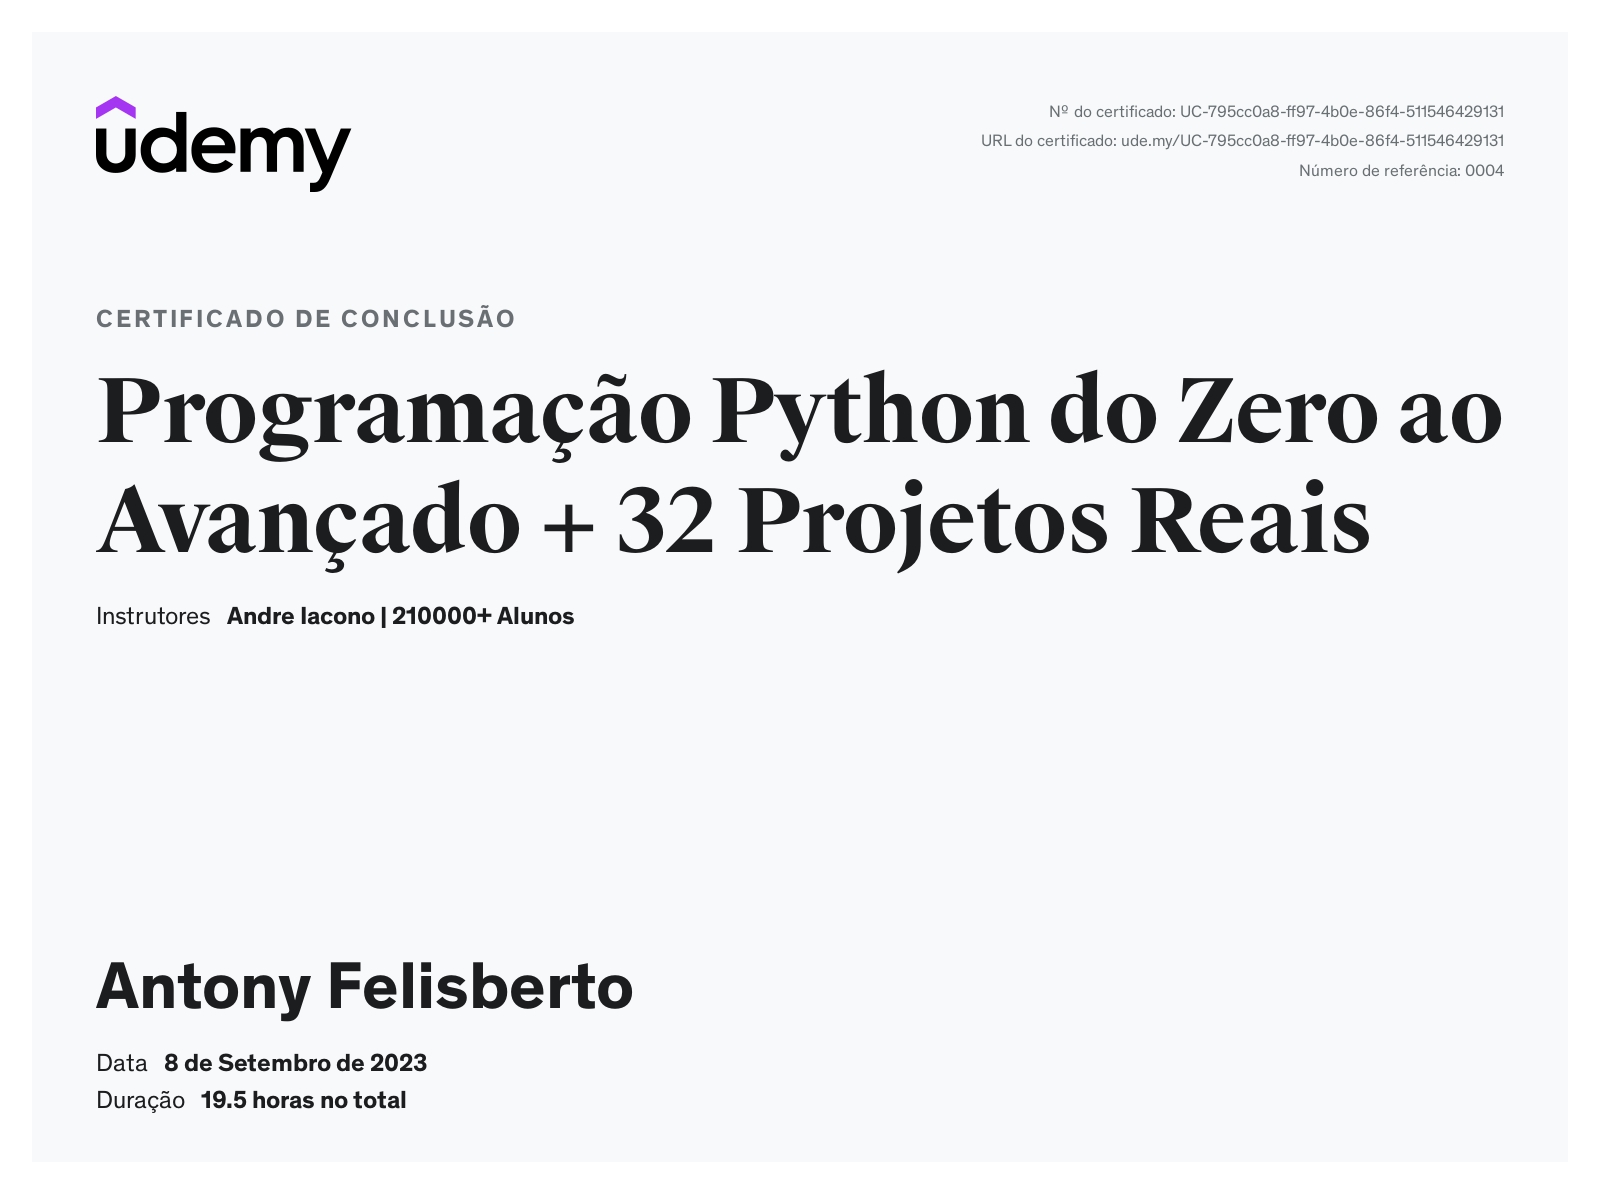 udemy
Nº do certificado: UC-795cc0a8-ff97-4b0e-86f4-511546429131
URL do certificado: ude.my/UC-795cc0a8-ff97-4b0e-86f4-511546429131
Número de referência: 0004
CERTIFICADO DE CONCLUSÃO
Programação Python do Zero ao
Avançado + 32 Projetos Reais
Instrutores Andre Iacono | 210000+ Alunos
Antony Felisberto
Data 8 de Setembro de 2023
Duração 19.5 horas no total